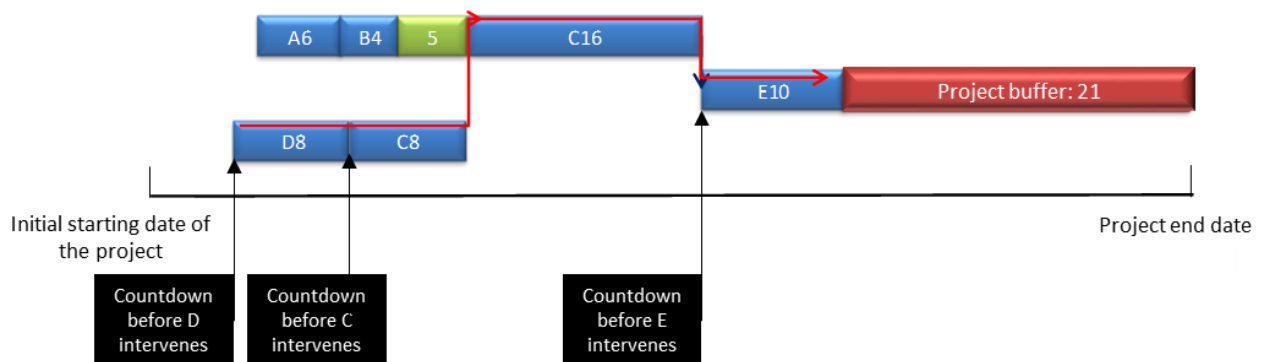 A6
B4
5
C16
E10
Project buffer: 21
D8
C8
Initial starting date of
the project
Project end date
Countdown
before D
intervenes
Countdown
before C
intervenes
Countdown
before E
intervenes